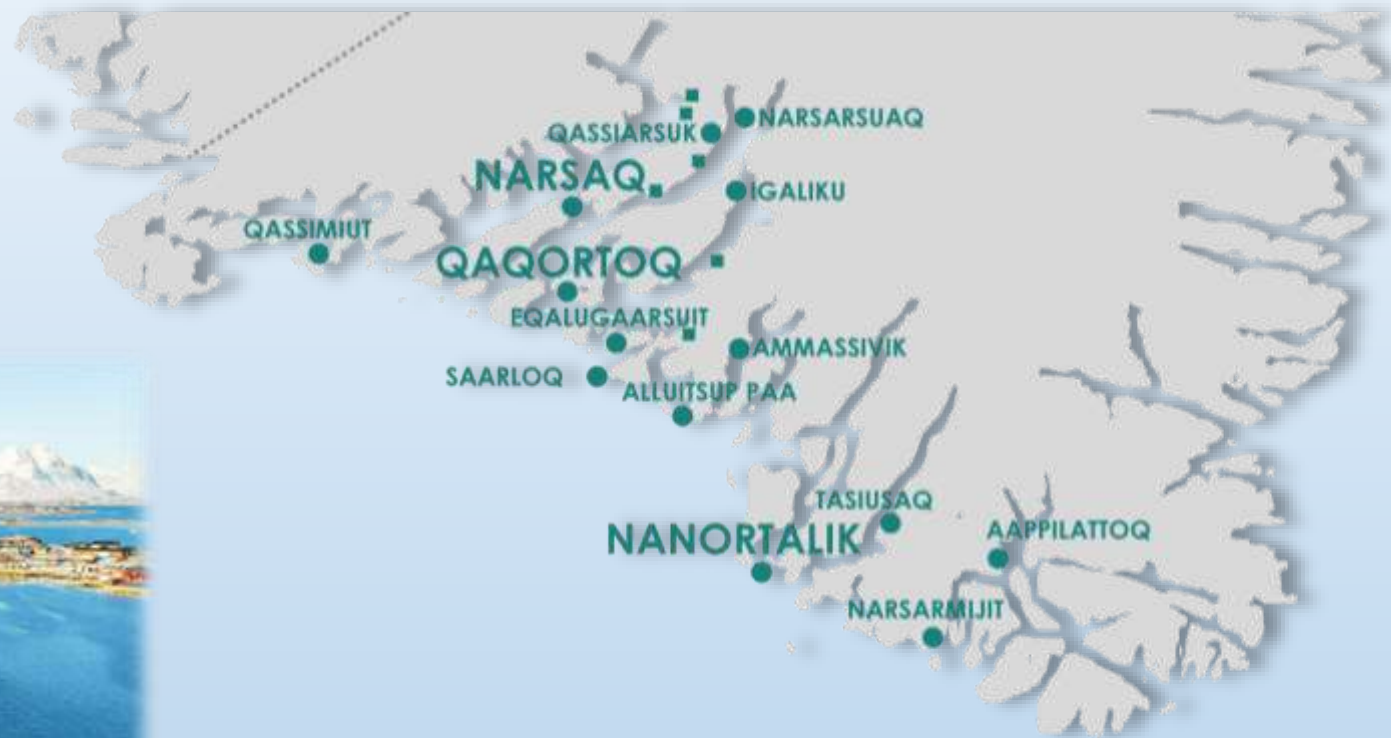 NARSARSUAQ
QASSIARSUK
NARSAQ
IGALIKU
QASSIMIUT
QAQORTOQ
EQALUGAARSUIT
AMMASSIVIK
SAARLOQ
ALLUITSUP PAA
TASIUSAQ
NANORTALIK
AAPPILATTOQ
NARSARMIJIT